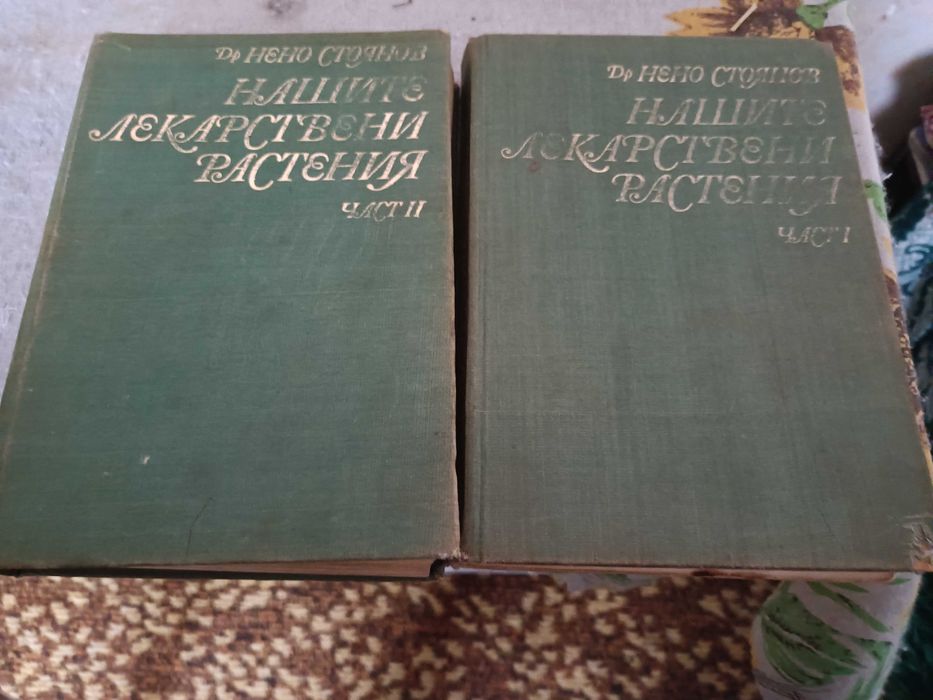 Др НЕНО СТОЯНОВ
НАШИТЕ
ЛЕКАРСТВЕНИ
РАСТЕНИЯ
ЧАСТ II
Др НЕНО СТОЯНОВ
НАШИТЕ
ЛЕКАРСТВЕНИ
РАСТЕНИЯ
ЧАСТ I